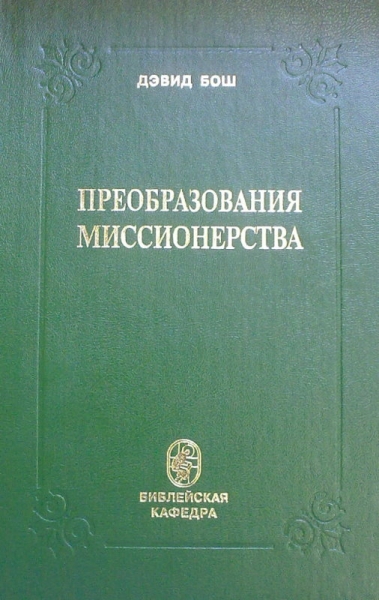 ДЭВИД БОШ
ПРЕОБРАЗОВАНИЯ
МИССИОНЕРСТВА
БИБЛЕЙСКАЯ
КАФЕДРА